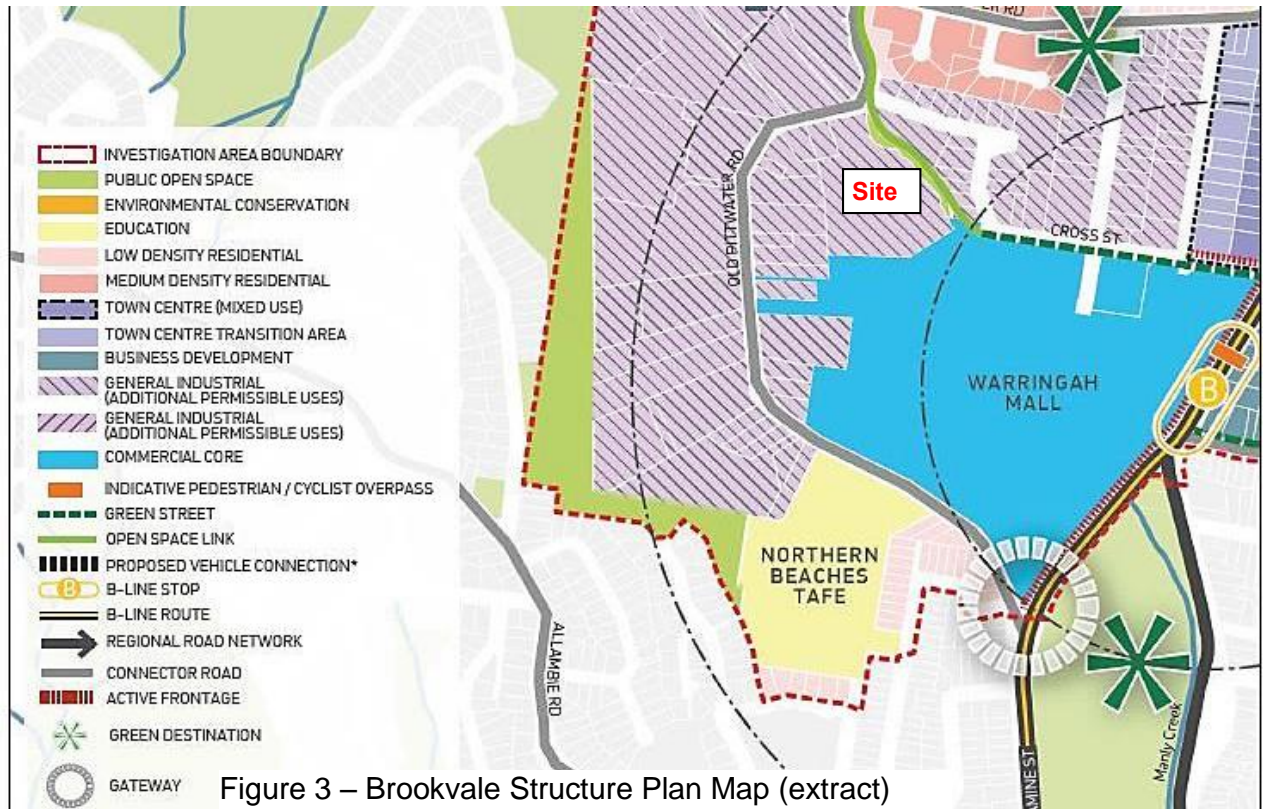 INVESTIGATION AREA BOUNDARY
PUBLIC OPEN SPACE
ENVIRONMENTAL CONSERVATION
EDUCATION
LOW DENSITY RESIDENTIAL
MEDIUM DENSITY RESIDENTIAL
TOWN CENTRE (MIXED USE)
TOWN CENTRE TRANSITION AREA
BUSINESS DEVELOPMENT
GENERAL INDUSTRIAL
(ADDITIONAL PERMISSIBLE USES)
GENERAL INDUSTRIAL
(ADDITIONAL PERMISSIBLE USES)
COMMERCIAL CORE
INDICATIVE PEDESTRIAN / CYCLIST OVERPASS
GREEN STREET
OPEN SPACE LINK
PROPOSED VEHICLE CONNECTION*
B
B-LINE STOP
B-LINE ROUTE
REGIONAL ROAD NETWORK
CONNECTOR ROAD
ACTIVE FRONTAGE
GREEN DESTINATION
GATEWAY
ER RD
OLD PITTWATER RD
Site
CROSS ST
WARRINGAH
MALL
B
NORTHERN
BEACHES
TAFE
ALLAMBIE RD
MINE ST
Manly Creek
Figure 3 – Brookvale Structure Plan Map (extract)